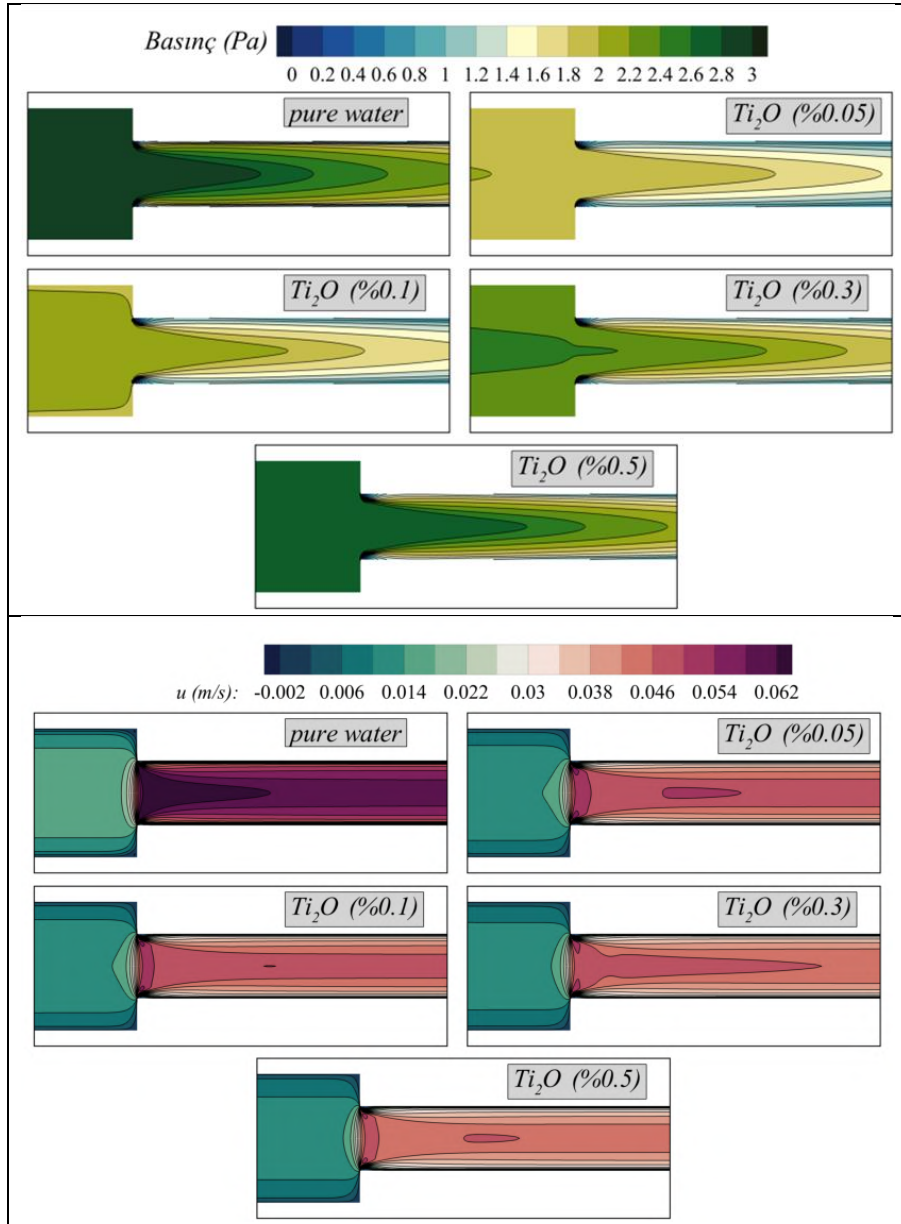 Basınç (Pa)
0 0.2 0.4 0.6 0.8 1 1.2 1.4 1.6 1.8 2 2.2 2.4 2.6 2.8 3
pure water
Ti₂O (%0.05)
Ti₂O (%0.1)
Ti₂O (%0.3)
Ti₂O (%0.5)
u (m/s): -0.002 0.006 0.014 0.022 0.03 0.038 0.046 0.054 0.062
pure water
Ti₂O (%0.05)
Ti₂O (%0.1)
Ti₂O (%0.3)
Ti₂O (%0.5)